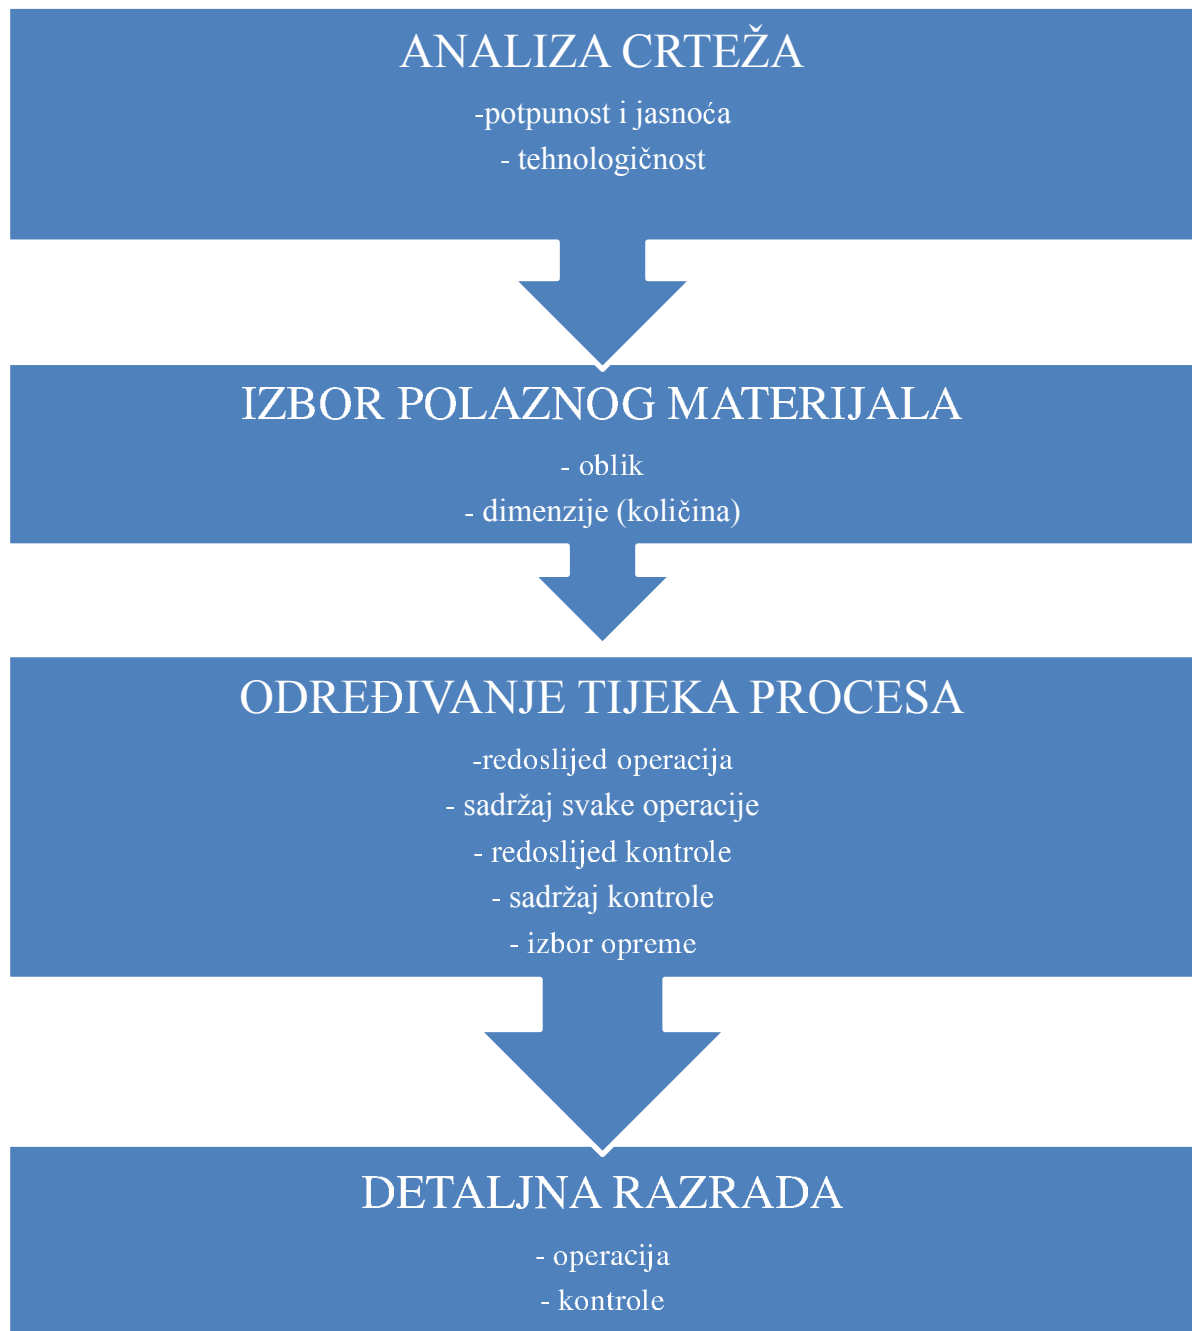 ANALIZA CRTEŽA
-potpunost i jasnoća
- tehnologičnost
IZBOR POLAZNOG MATERIJALA
- oblik
- dimenzije (količina)
ODREĐIVANJE TIJEKA PROCESA
-redoslijed operacija
- sadržaj svake operacije
- redoslijed kontrole
- sadržaj kontrole
- izbor opreme
DETALJNA RAZRADA
- operacija
- kontrole